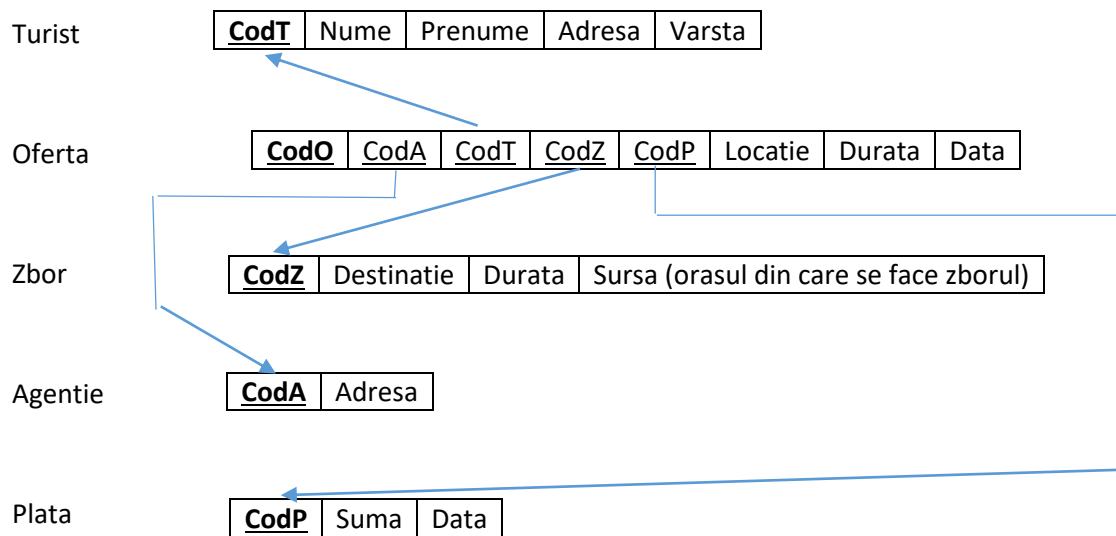 Turist CodT Nume Prenume Adresa Varsta
Oferta CodO CodA CodT CodZ CodP Locatie Durata Data
Zbor CodZ Destinatie Durata Sursa (orasul din care se face zborul)
Agentie CodA Adresa
Plata CodP Suma Data